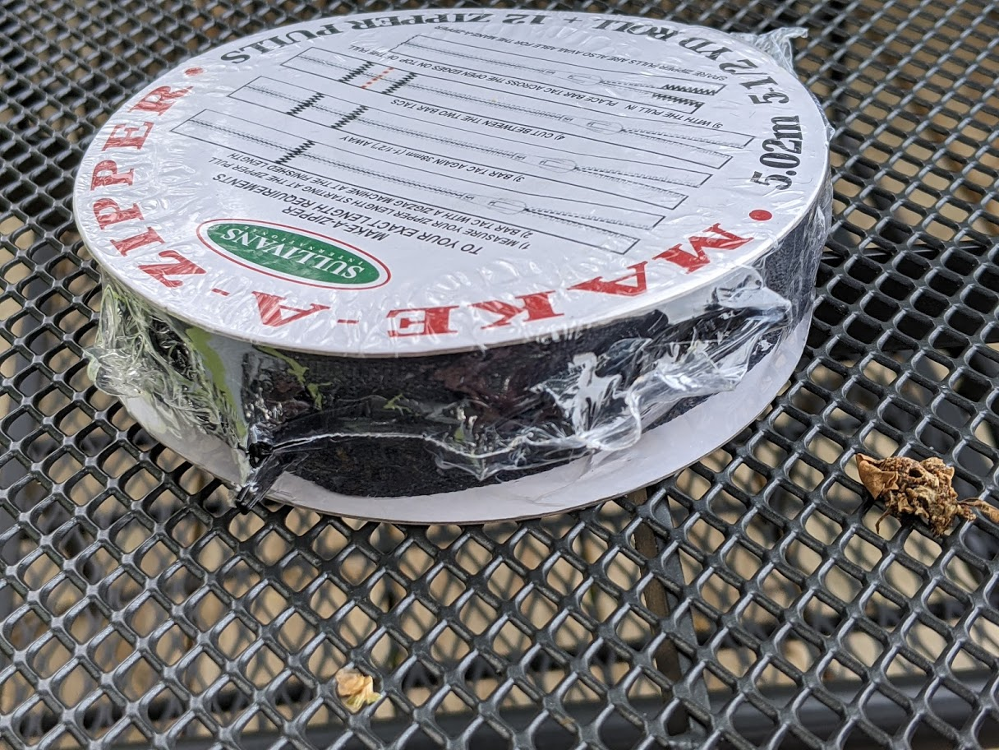 MAKE-A-ZIPPER.
5.02m 5-1/2 YD ROLL + 12 ZIPPER PULLS
SULLIVANS
INTERNATIONAL
MAKE-A-ZIPPER
TO YOUR EXACT LENGTH REQUIREMENTS
1) MEASURE YOUR ZIPPER LENGTH STARTING AT THE ZIPPER PULL
2) BAR TAC WITH A ZIGZAG MACHINE AT THE FINISHED LENGTH
3) BAR TAC AGAIN 38mm (1-1/2") AWAY
4) CUT BETWEEN THE TWO BAR TACS
5) WITH THE PULL IN PLACE BAR TAC ACROSS THE OPEN EDGES ON TOP OF THE PULL
SPARE ZIPPER PULLS ARE ALSO AVAILABLE FOR THE MAKE-A-ZIPPER